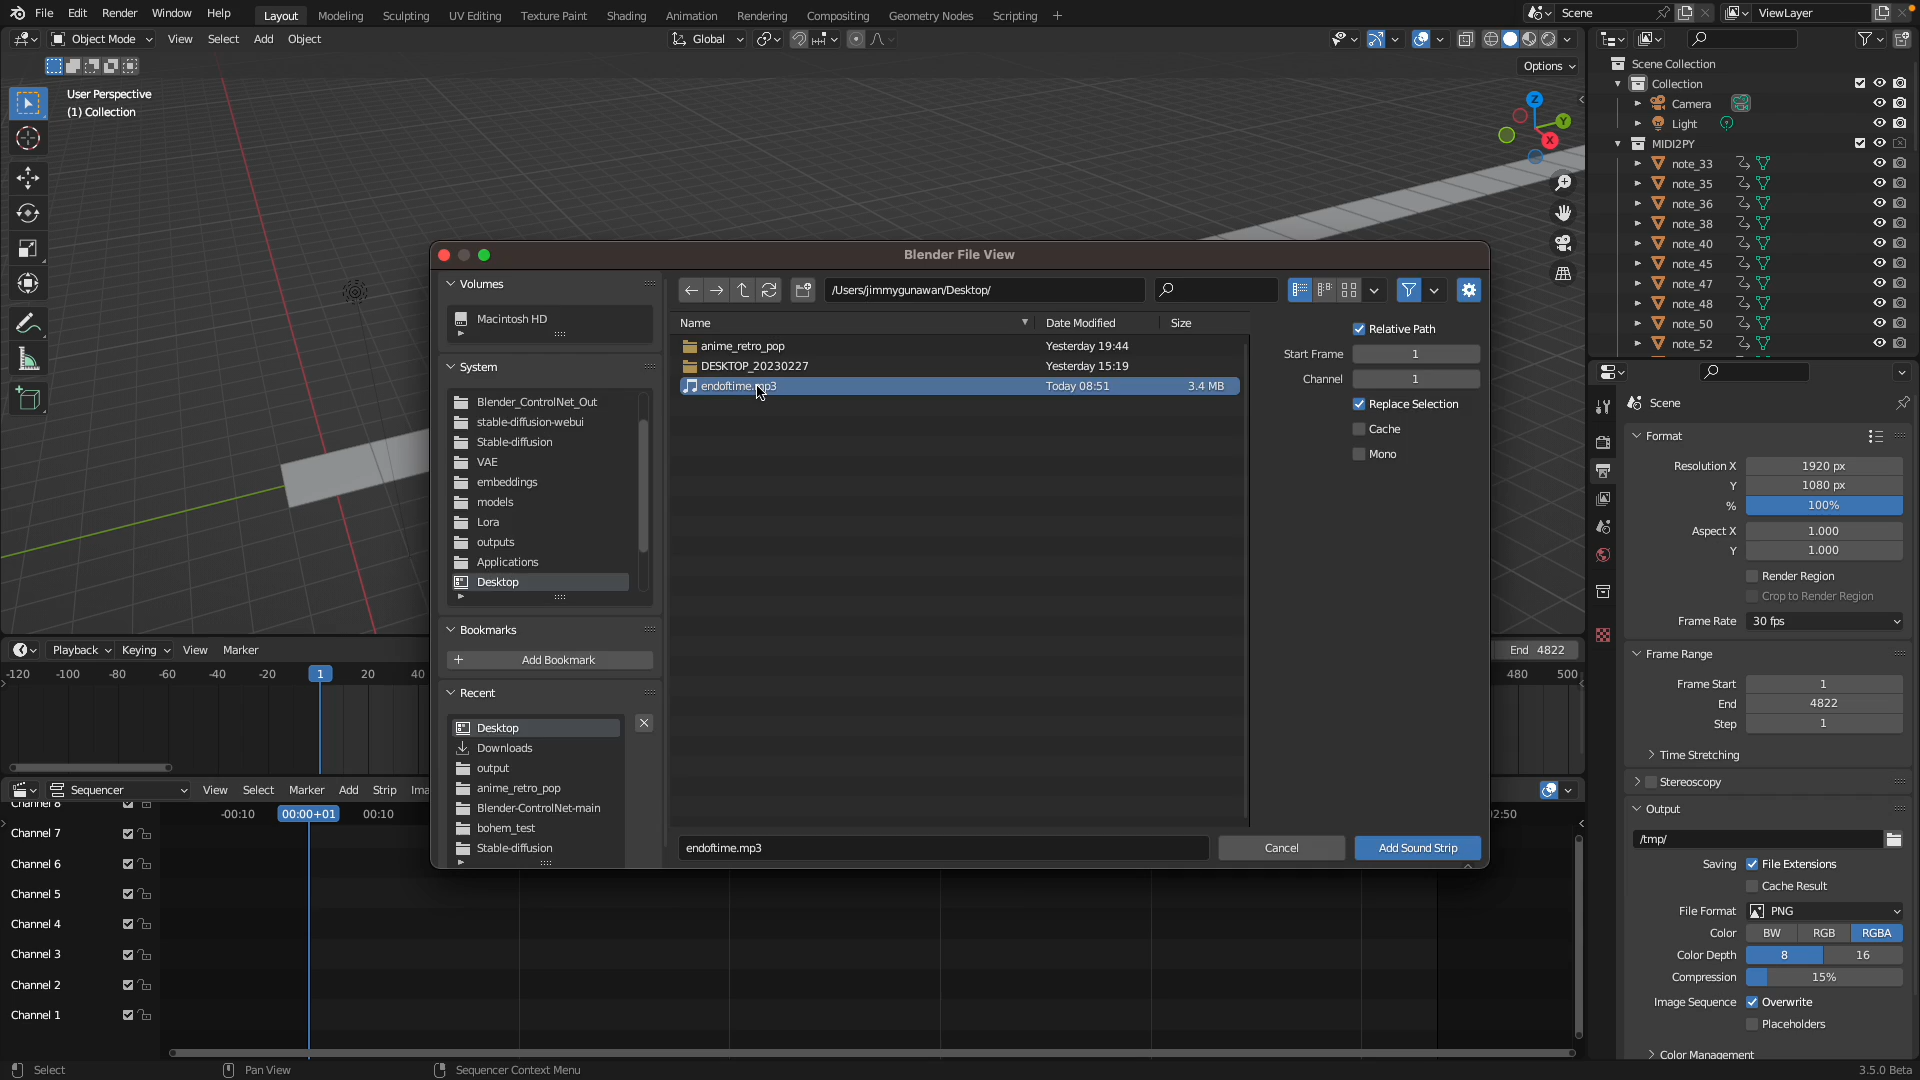 File Edit Render Window Help Layout Modeling Sculpting UV Editing Texture Paint Shading Animation Rendering Compositing Geometry Nodes Scripting + Scene ViewLayer
Object Mode View Select Add Object Global
Options
User Perspective
(1) Collection
Z
Y
X
Scene Collection
Collection
Camera
Light
MIDI2PY
note_33
note_35
note_36
note_38
note_40
note_45
note_47
note_48
note_50
note_52
Blender File View
Volumes
Macintosh HD
System
Blender_ControlNet_Out
stable-diffusion-webui
Stable-diffusion
VAE
embeddings
models
Lora
outputs
Applications
Desktop
Bookmarks
+ Add Bookmark
Recent
Desktop
Downloads
output
anime_retro_pop
Blender-ControlNet-main
bohem_test
Stable-diffusion
/Users/jimmygunawan/Desktop/
Name Date Modified Size
anime_retro_pop Yesterday 19:44
DESKTOP_20230227 Yesterday 15:19
endoftime.mp3 Today 08:51 3.4 MB
Relative Path
Start Frame 1
Channel 1
Replace Selection
Cache
Mono
endoftime.mp3 Cancel Add Sound Strip
Playback Keying View Marker End 4822
-120 -100 -80 -60 -40 -20 1 20 40 480 500
Sequencer View Select Marker Add Strip Ima
-00:10 00:00+01 00:10 02:50
Channel 8
Channel 7
Channel 6
Channel 5
Channel 4
Channel 3
Channel 2
Channel 1
Scene
Format
Resolution X 1920 px
Y 1080 px
% 100%
Aspect X 1.000
Y 1.000
Render Region
Crop to Render Region
Frame Rate 30 fps
Frame Range
Frame Start 1
End 4822
Step 1
Time Stretching
Stereoscopy
Output
/tmp/
Saving File Extensions
Cache Result
File Format PNG
Color BW RGB RGBA
Color Depth 8 16
Compression 15%
Image Sequence Overwrite
Placeholders
Color Management
Select Pan View Sequencer Context Menu 3.5.0 Beta